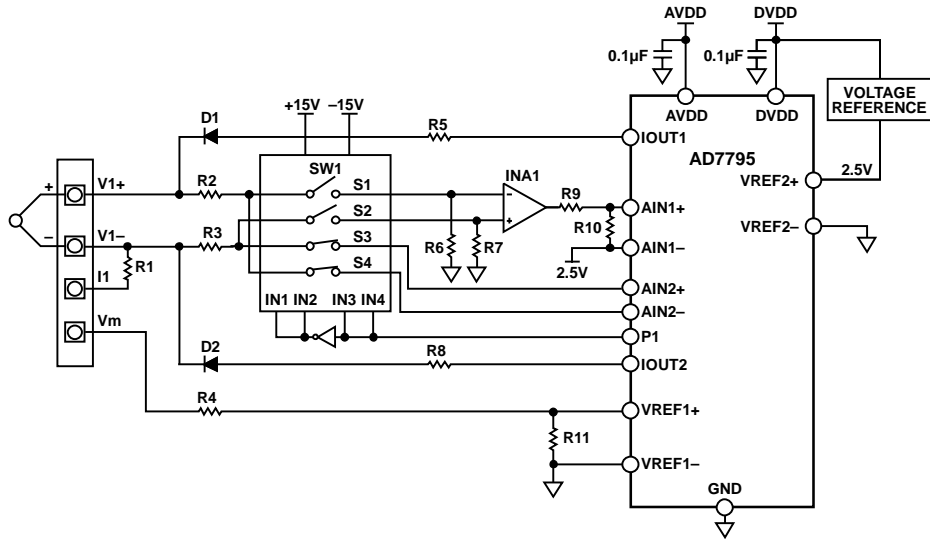 AVDD
DVDD
0.1µF
0.1µF
+15V
–15V
AVDD
DVDD
VOLTAGE
REFERENCE
D1
R5
IOUT1
AD7795
SW1
+
V1+
R2
S1
INA1
R9
2.5V
VREF2+
–
S2
+
AIN1+
R10
–
V1–
R3
S3
R6
R7
AIN1–
VREF2–
R1
S4
2.5V
I1
AIN2+
IN1
IN2
IN3
IN4
AIN2–
Vm
P1
D2
R8
IOUT2
R4
VREF1+
R11
VREF1–
GND